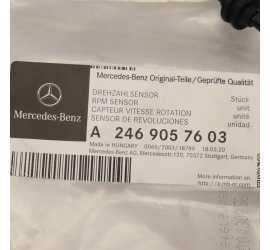 Mercedes-Benz Original-Teile/Geprüfte Qualität
DREHZAHLSENSOR
RPM SENSOR
CAPTEUR VITESSE ROTATION
SENSOR DE REVOLUCIONES
Stück
unit
unité
unidad
Mercedes-Benz
A 246 905 76 03
Made in HUNGARY
Mercedes-Benz AG, Mercedesstraße 120, 70372 Stuttgart, Germany